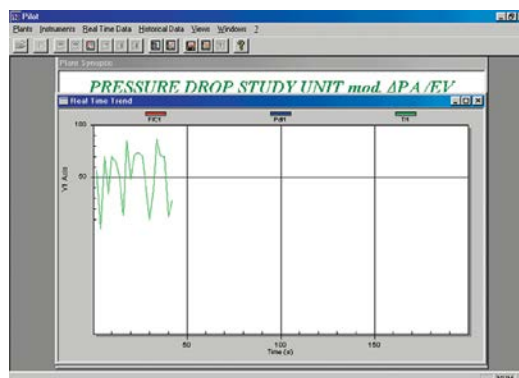 Pilot
Plants Instruments Real Time Data Historical Data Views Windows ?
Plant Synopsis
PRESSURE DROP STUDY UNIT mod. ΔPA/EV
Real Time Trend
FIC1 PdI1 TI1
100
50
Y1 Axis
50 100 150
Time (s)